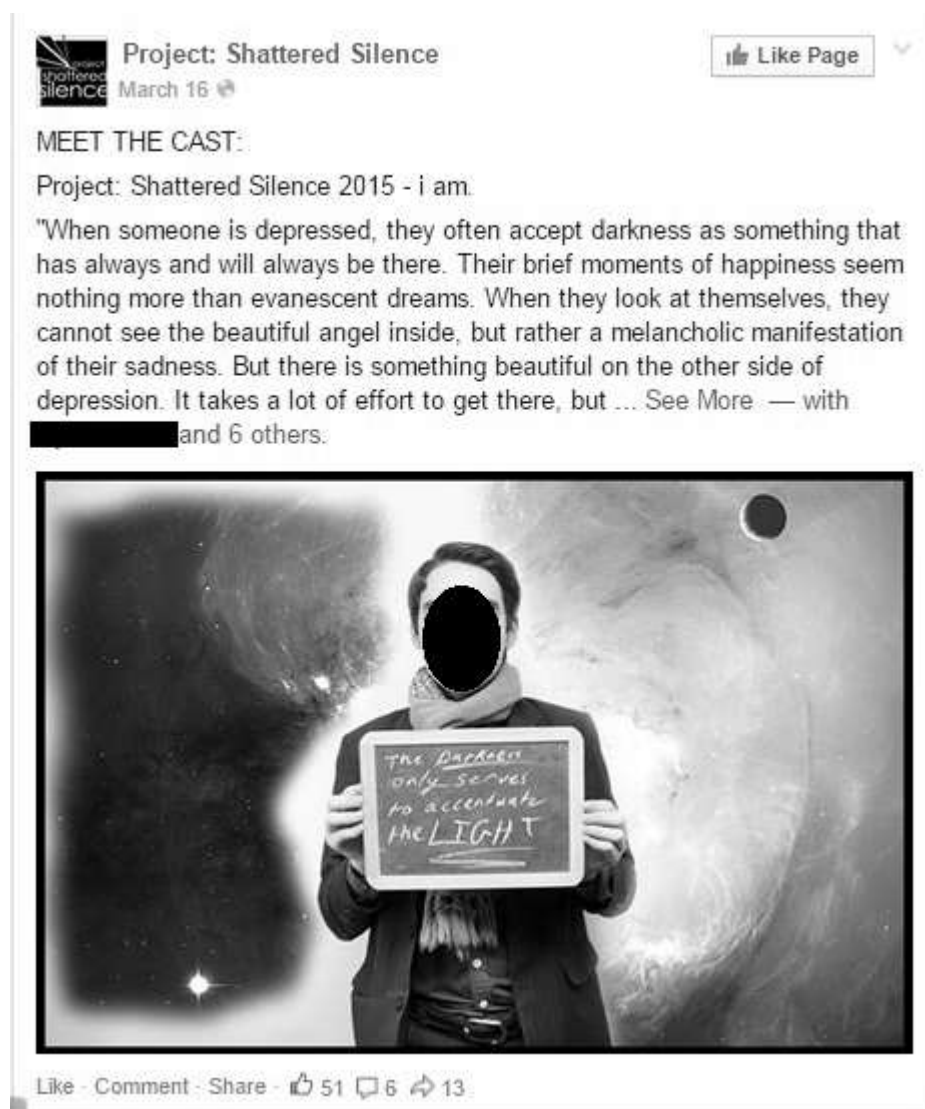 project
shattered
silence
Project: Shattered Silence
Like Page
March 16
MEET THE CAST:
Project: Shattered Silence 2015 - i am.
"When someone is depressed, they often accept darkness as something that
has always and will always be there. Their brief moments of happiness seem
nothing more than evanescent dreams. When they look at themselves, they
cannot see the beautiful angel inside, but rather a melancholic manifestation
of their sadness. But there is something beautiful on the other side of
depression. It takes a lot of effort to get there, but ... See More — with
and 6 others.
The Darkness
only serves
to accentuate
the LIGHT
Like · Comment · Share · 51 6 13